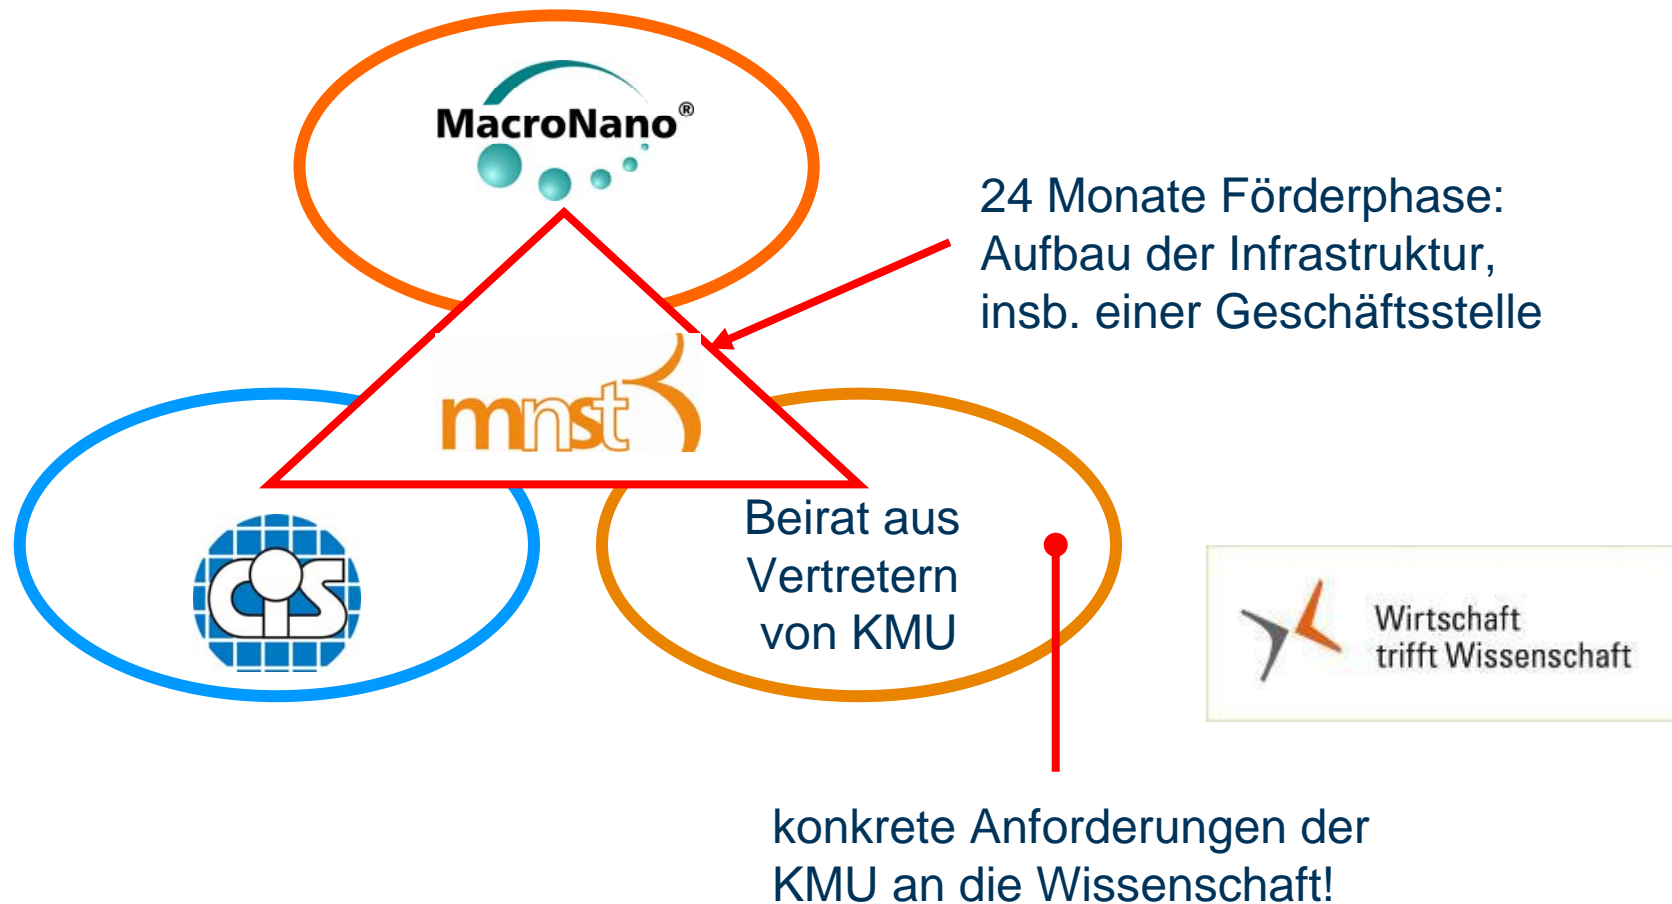 MacroNano®
24 Monate Förderphase:
Aufbau der Infrastruktur,
insb. einer Geschäftsstelle
mnst
CiS
Beirat aus
Vertretern
von KMU
Wirtschaft
trifft Wissenschaft
konkrete Anforderungen der
KMU an die Wissenschaft!